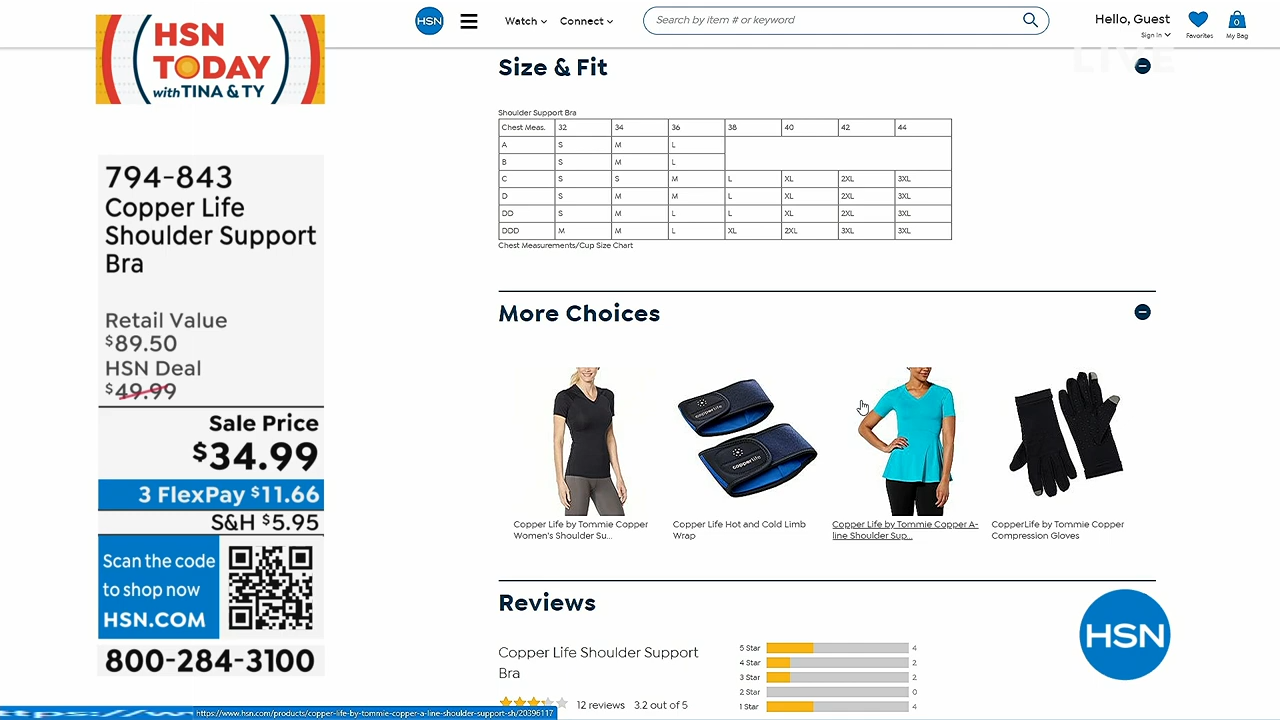 HSN
TODAY
with TINA & TY
794-843
Copper Life
Shoulder Support
Bra
Retail Value
$89.50
HSN Deal
$49.99
Sale Price
$34.99
3 FlexPay $11.66
S&H $5.95
Scan the code
to shop now
HSN.COM
800-284-3100
HSN
Watch
Connect
Search by item # or keyword
Hello, Guest
Sign In
Favorites
0
My Bag
LIVE
Size & Fit
Shoulder Support Bra
Chest Meas. 32 34 36 38 40 42 44
A S M L
B S M L
C S S M L XL 2XL 3XL
D S M M L XL 2XL 3XL
DD S M L L XL 2XL 3XL
DDD M M L XL 2XL 3XL 3XL
Chest Measurements/Cup Size Chart
More Choices
copperlife
copperlife
Copper Life by Tommie Copper
Women's Shoulder Su...
Copper Life Hot and Cold Limb
Wrap
Copper Life by Tommie Copper A-
line Shoulder Sup...
CopperLife by Tommie Copper
Compression Gloves
Reviews
Copper Life Shoulder Support
Bra
12 reviews 3.2 out of 5
5 Star 4
4 Star 2
3 Star 2
2 Star 0
1 Star 4
HSN
https://www.hsn.com/products/copper-life-by-tommie-copper-a-line-shoulder-support-sh/20396117